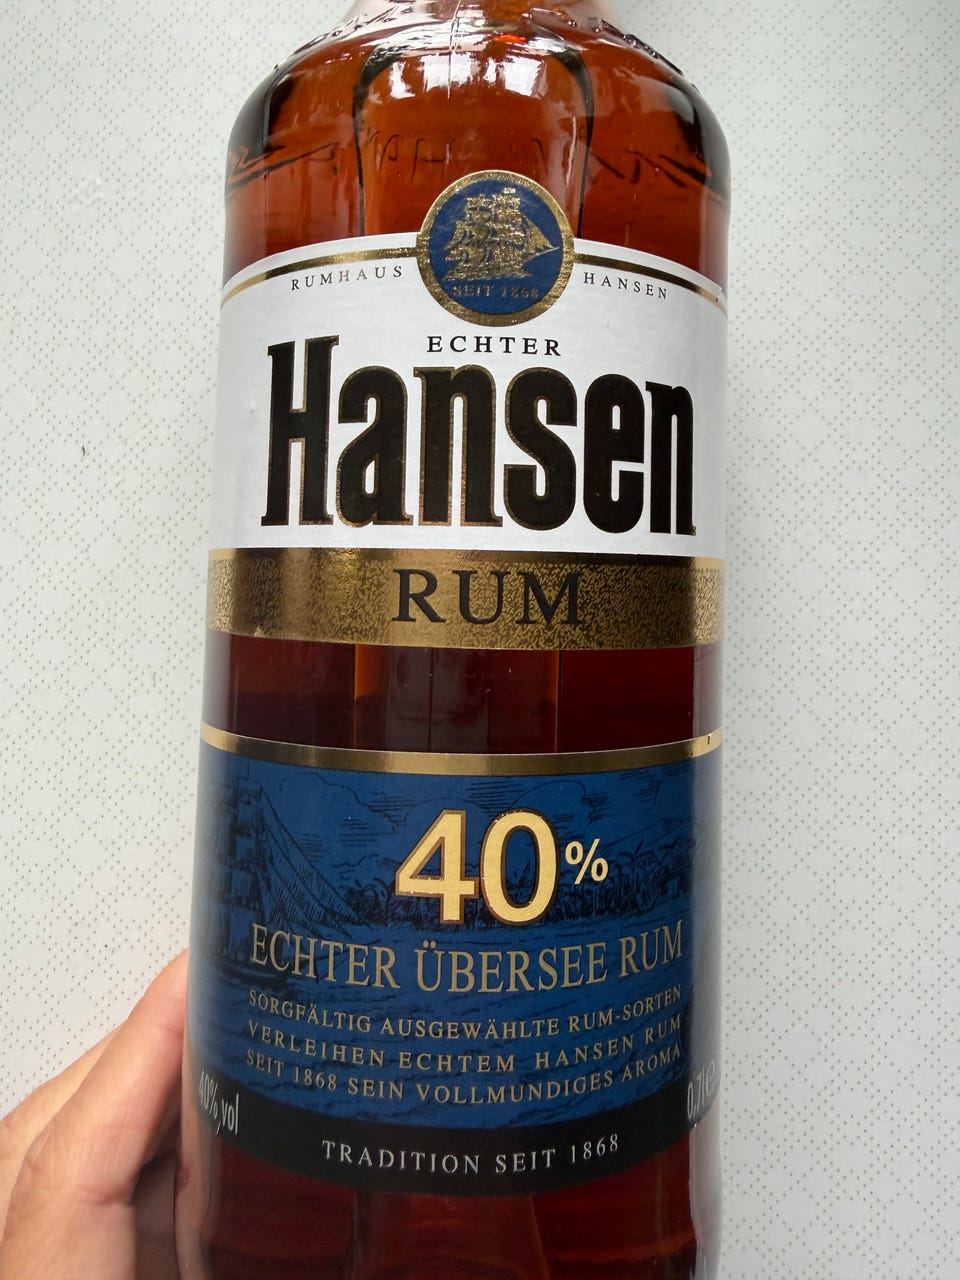 RUMHAUS HANSEN
SEIT 1868
ECHTER
Hansen
RUM
40%
ECHTER ÜBERSEE RUM
SORGFÄLTIG AUSGEWÄHLTE RUM-SORTEN
VERLEIHEN ECHTEM HANSEN RUM
SEIT 1868 SEIN VOLLMUNDIGES AROMA
40% vol
0,7l e
TRADITION SEIT 1868